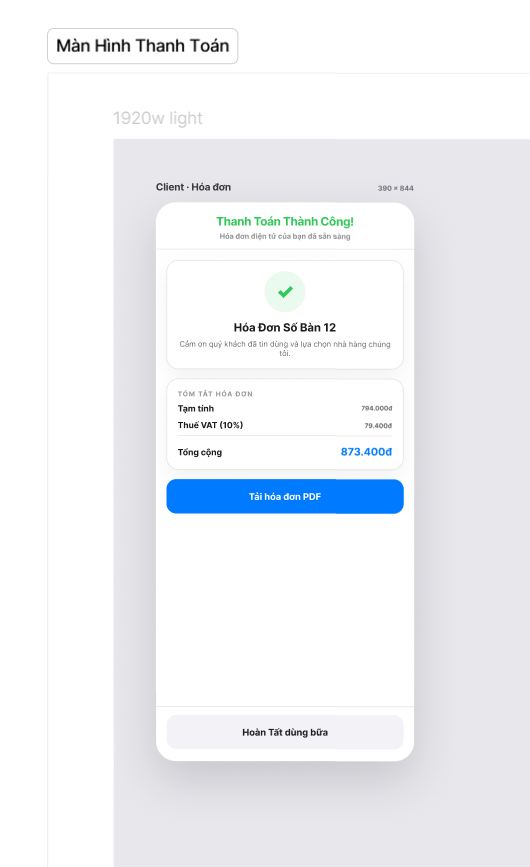 Màn Hình Thanh Toán
1920w light
Client · Hóa đơn
390 × 844
Thanh Toán Thành Công!
Hóa đơn điện tử của bạn đã sẵn sàng
Hóa Đơn Số Bàn 12
Cảm ơn quý khách đã tin dùng và lựa chọn nhà hàng chúng
tôi.
TÓM TẮT HÓA ĐƠN
Tạm tính
794.000đ
Thuế VAT (10%)
79.400đ
Tổng cộng
873.400đ
Tải hóa đơn PDF
Hoàn Tất dùng bữa